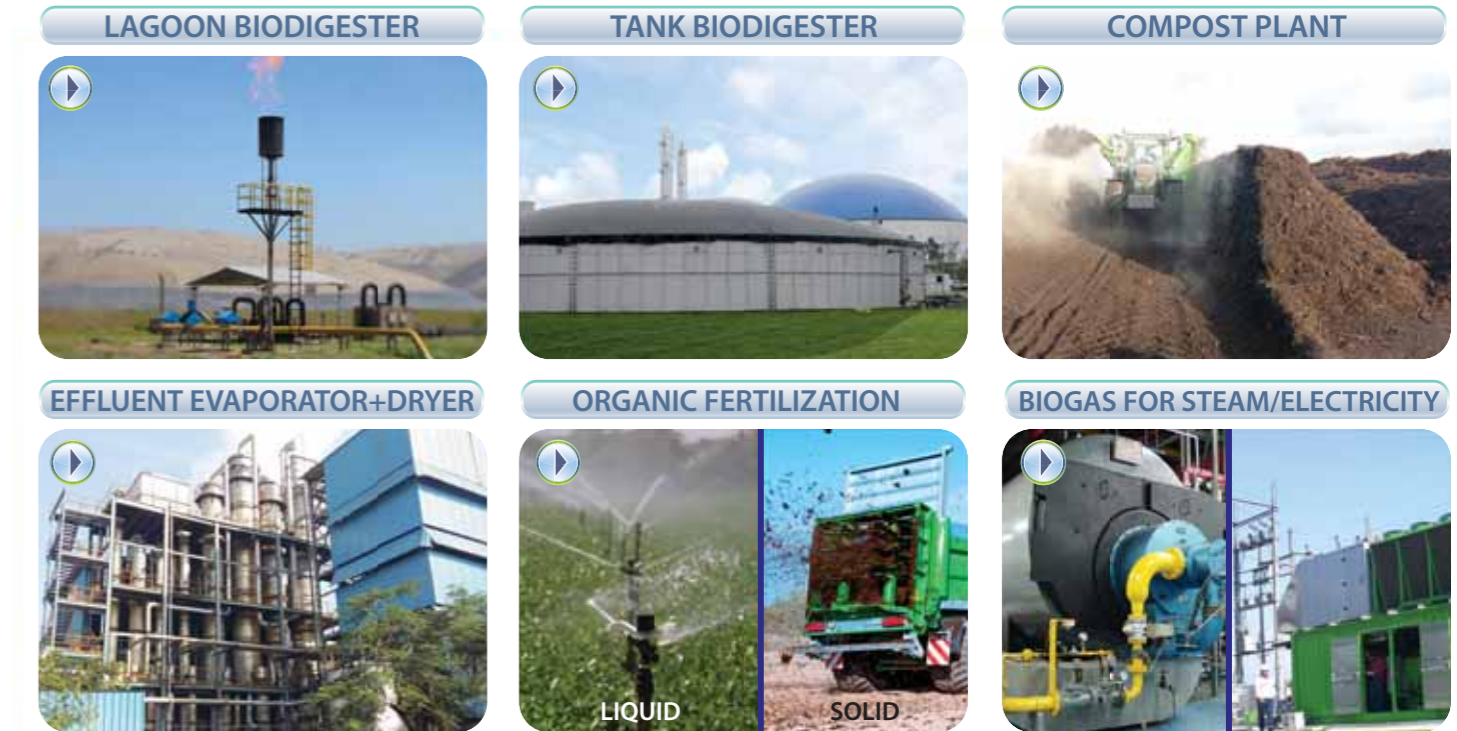 LAGOON BIODIGESTER
TANK BIODIGESTER
COMPOST PLANT
EFFLUENT EVAPORATOR+DRYER
ORGANIC FERTILIZATION
BIOGAS FOR STEAM/ELECTRICITY
LIQUID
SOLID